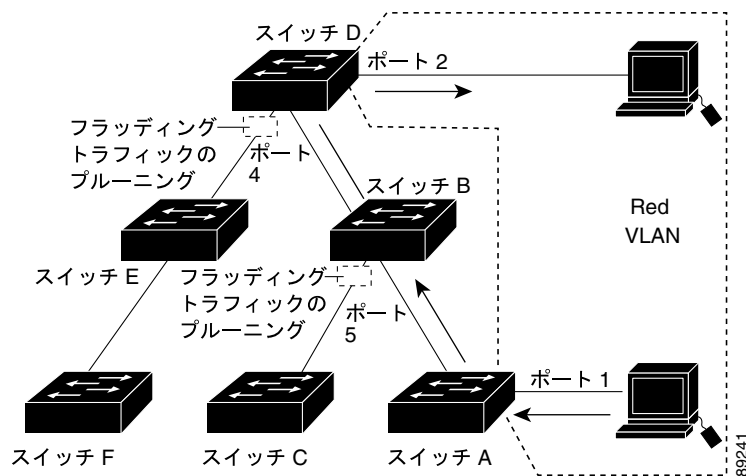 スイッチ D
ポート 2
フラッディング
トラフィックの
プルーニング
ポート
4
スイッチ B
Red
VLAN
スイッチ E
フラッディング
トラフィックの
プルーニング
ポート
5
ポート 1
スイッチ F
スイッチ C
スイッチ A
89241